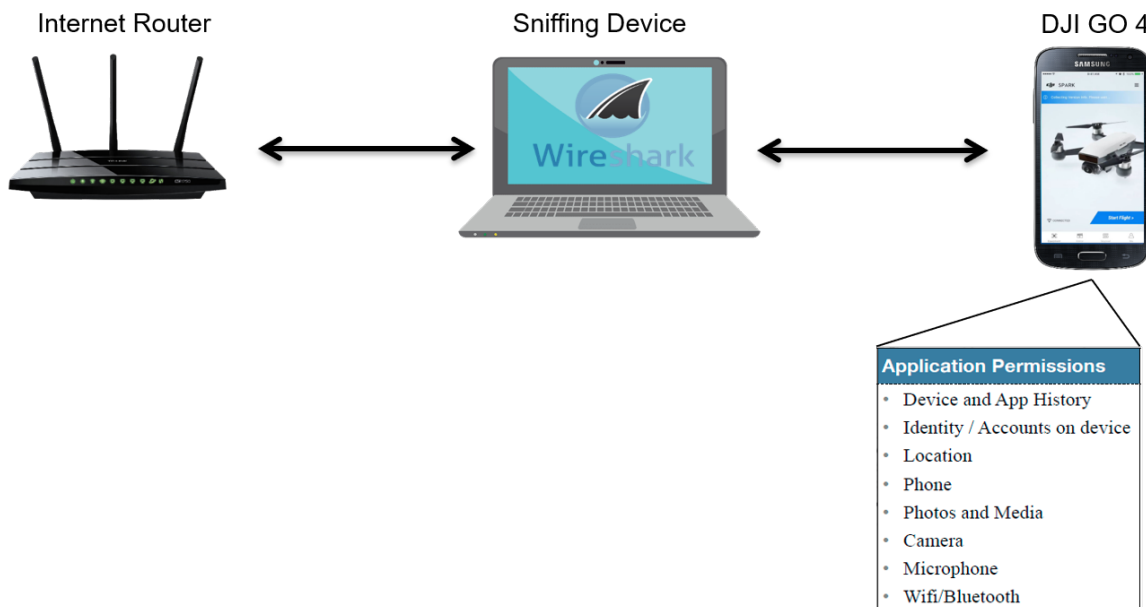 Internet Router
Sniffing Device
DJI GO 4
Wireshark
SAMSUNG
SPARK
Start Flight >
Application Permissions
• Device and App History
• Identity / Accounts on device
• Location
• Phone
• Photos and Media
• Camera
• Microphone
• Wifi/Bluetooth